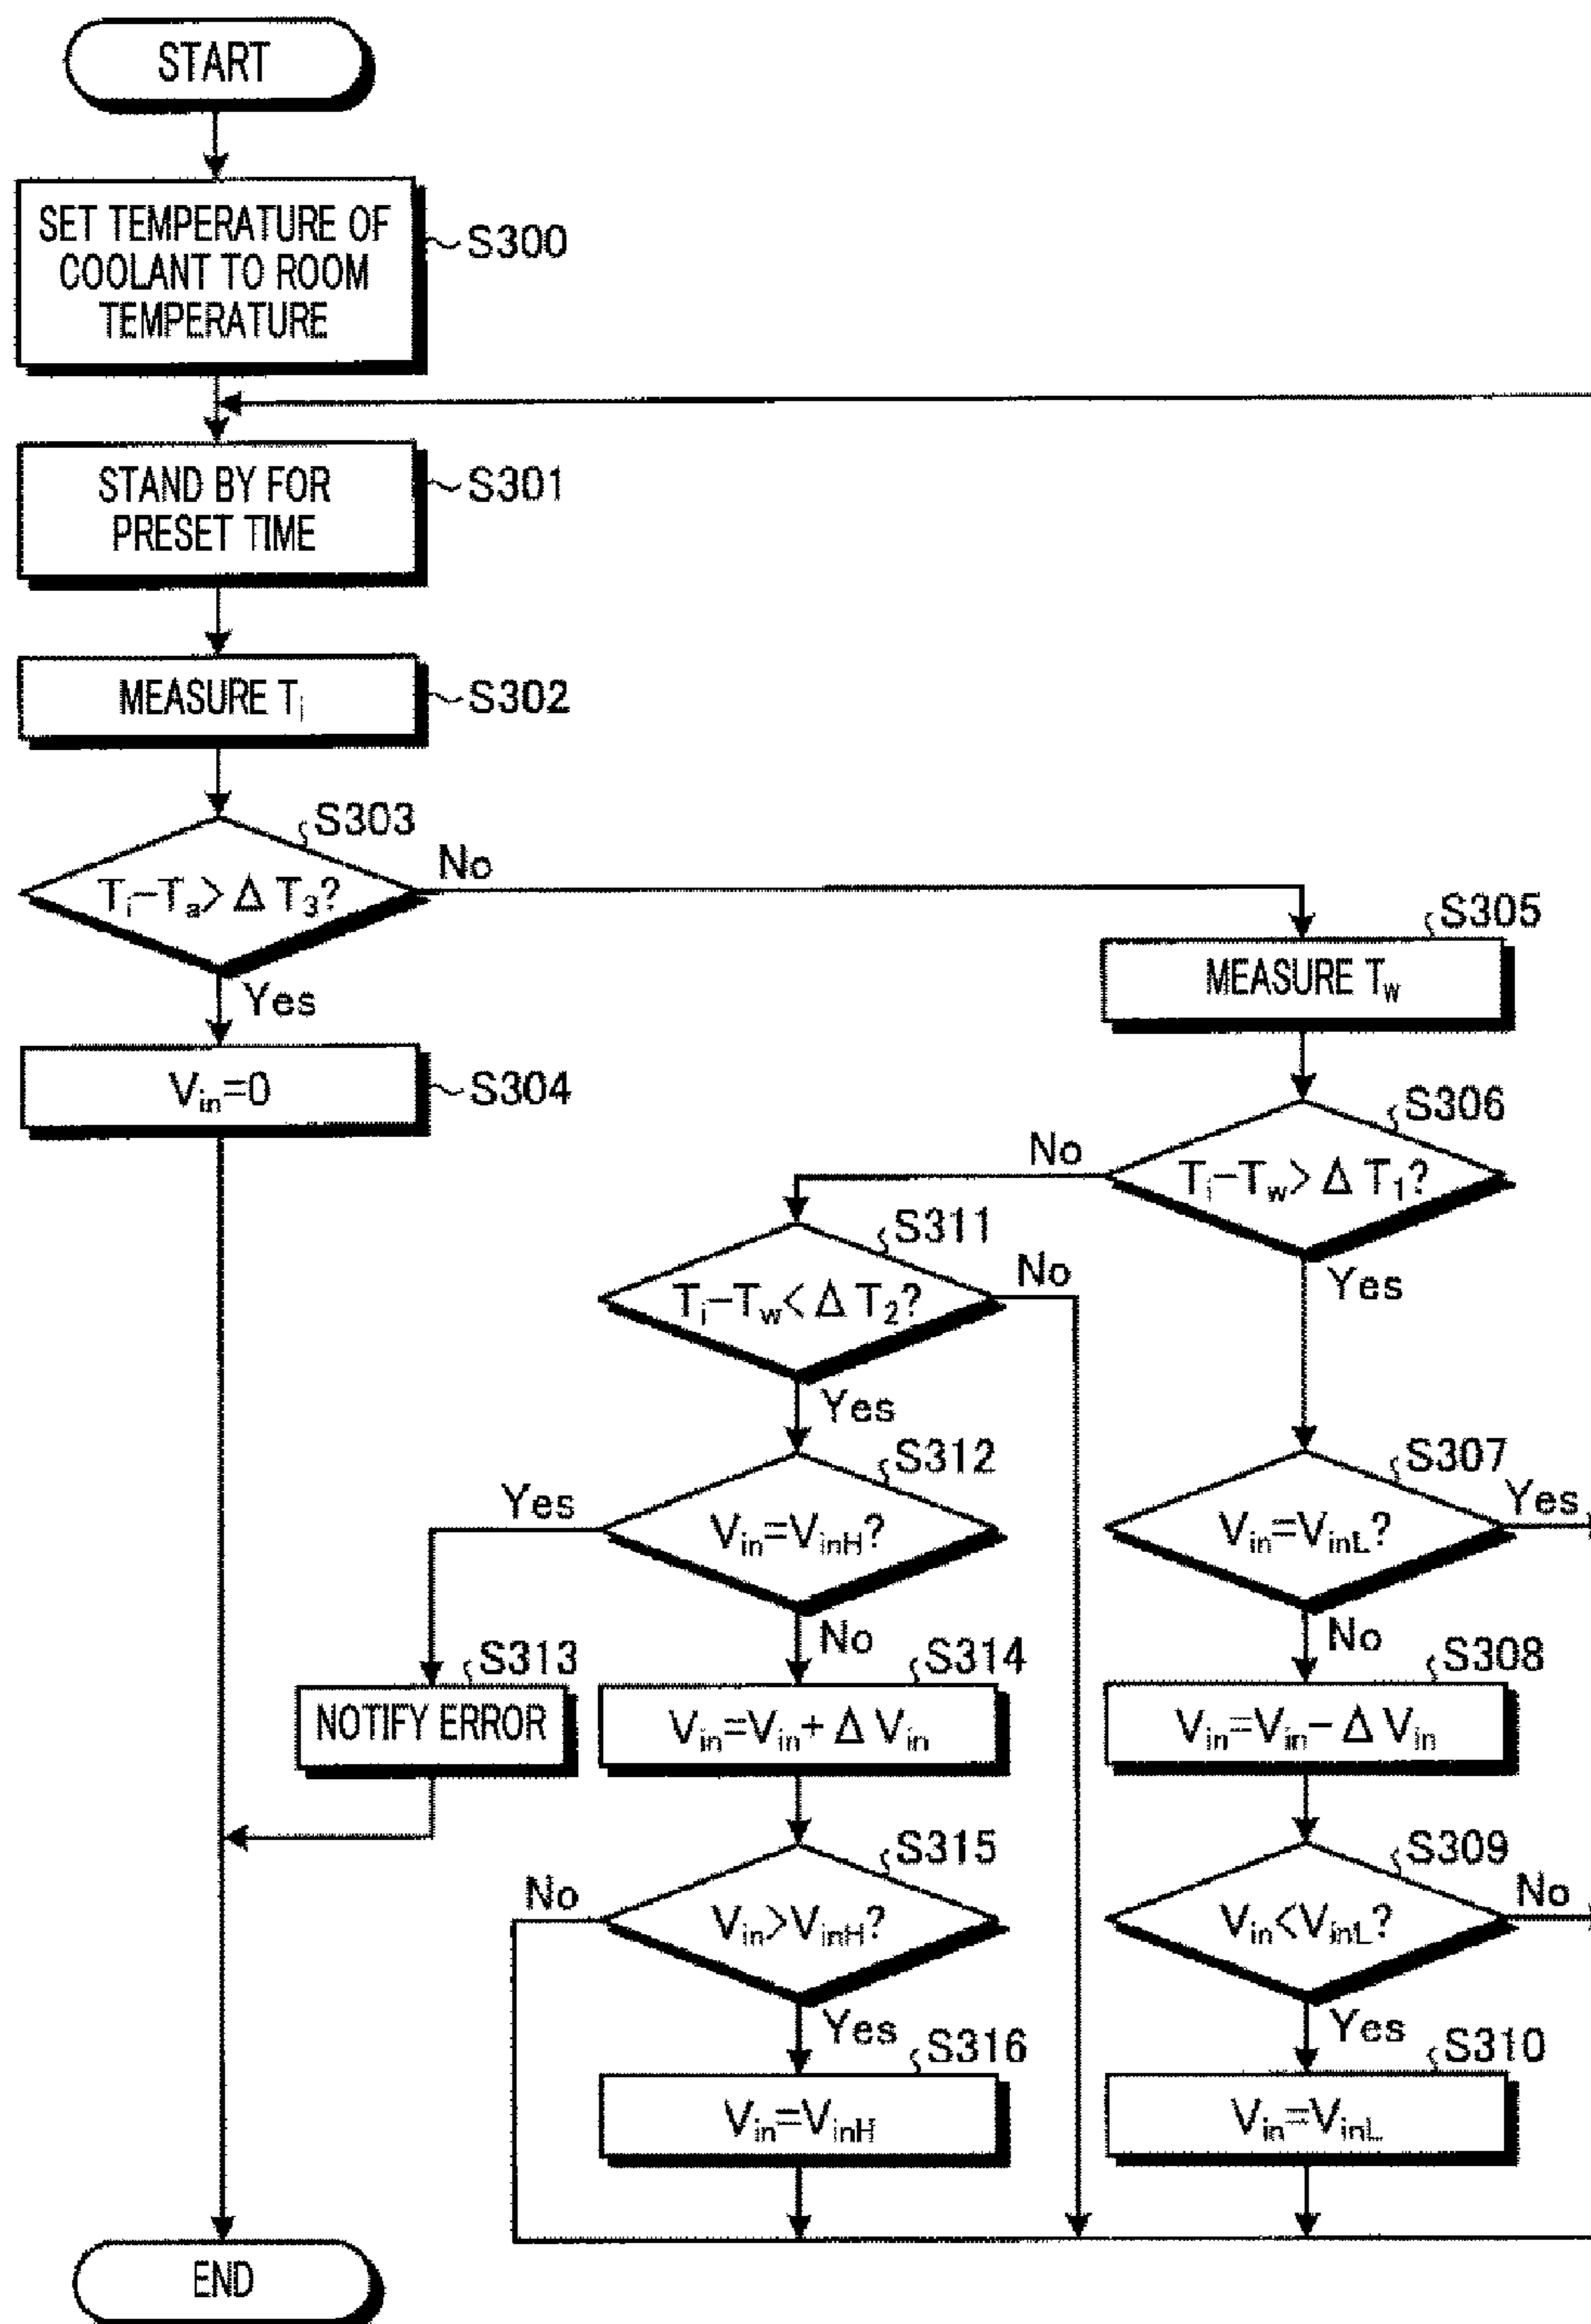 START
SET TEMPERATURE OF
COOLANT TO ROOM
TEMPERATURE
S300
STAND BY FOR
PRESET TIME
S301
MEASURE Ti
S302
S303
Ti−Ta>ΔT3?
No
Yes
Vin=0
S304
S305
MEASURE Tw
S306
Ti−Tw>ΔT1?
No
Yes
S311
Ti−Tw<ΔT2?
No
Yes
S312
Vin=VinH?
Yes
No
S307
Vin=VinL?
Yes
No
S313
NOTIFY ERROR
S314
Vin=Vin+ΔVin
S308
Vin=Vin−ΔVin
S315
Vin>VinH?
No
Yes
S309
Vin<VinL?
No
Yes
S316
Vin=VinH
S310
Vin=VinL
END